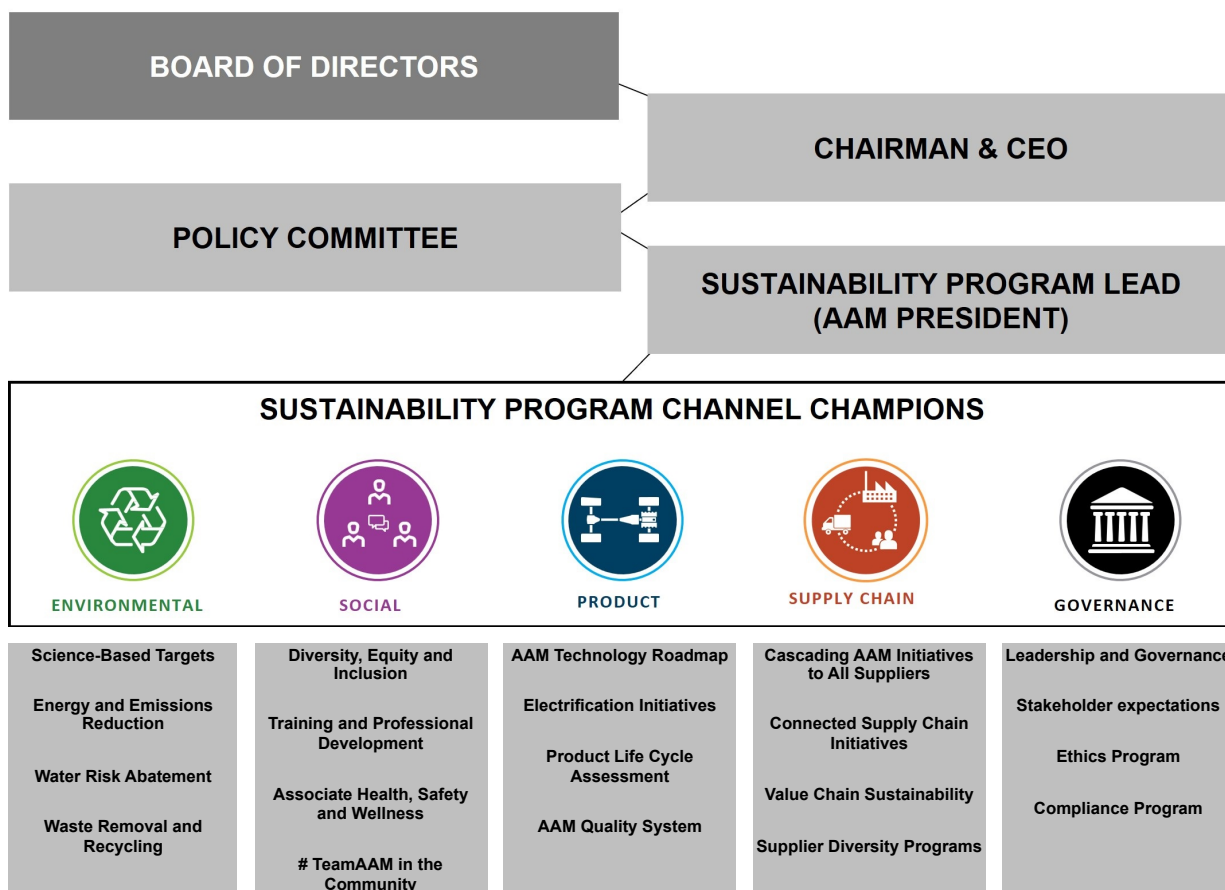 BOARD OF DIRECTORS
CHAIRMAN & CEO
POLICY COMMITTEE
SUSTAINABILITY PROGRAM LEAD
(AAM PRESIDENT)
SUSTAINABILITY PROGRAM CHANNEL CHAMPIONS
ENVIRONMENTAL
SOCIAL
PRODUCT
SUPPLY CHAIN
GOVERNANCE
Science-Based Targets
Energy and Emissions
Reduction
Water Risk Abatement
Waste Removal and
Recycling
Diversity, Equity and
Inclusion
Training and Professional
Development
Associate Health, Safety
and Wellness
# TeamAAM in the
Community
AAM Technology Roadmap
Electrification Initiatives
Product Life Cycle
Assessment
AAM Quality System
Cascading AAM Initiatives
to All Suppliers
Connected Supply Chain
Initiatives
Value Chain Sustainability
Supplier Diversity Programs
Leadership and Governance
Stakeholder expectations
Ethics Program
Compliance Program